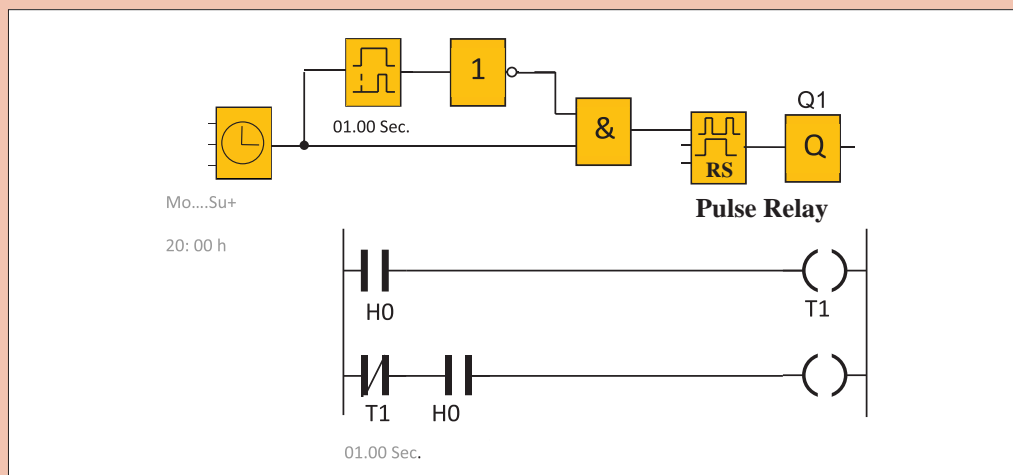 1
01.00 Sec.
&
Q1
Q
RS
Pulse Relay
Mo....Su+
20: 00 h
H0
T1
T1
H0
01.00 Sec.